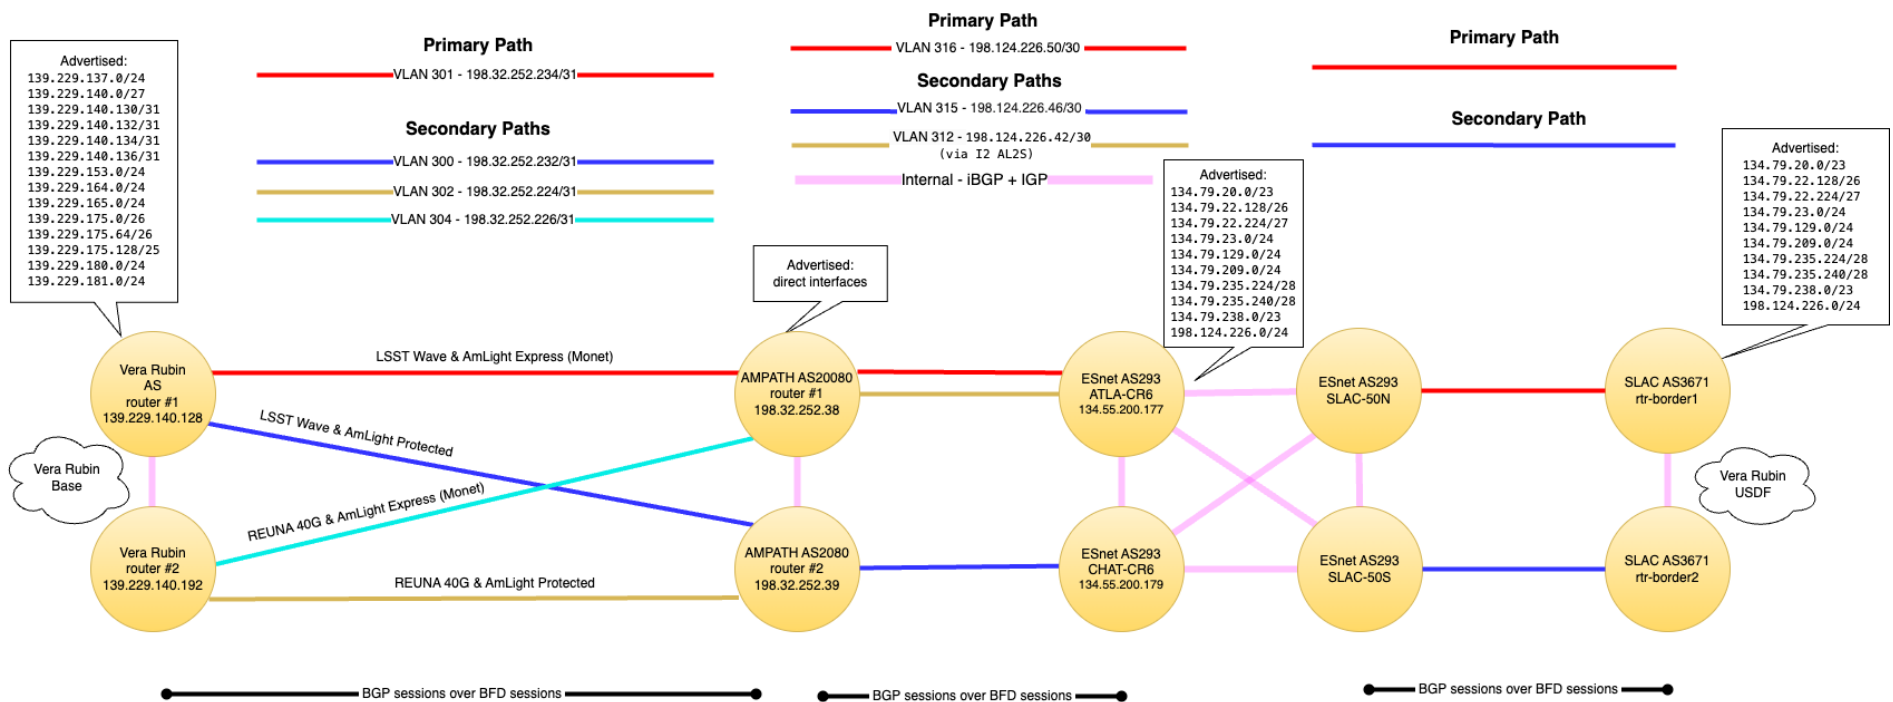 Primary Path
VLAN 301 - 198.32.252.234/31
Secondary Paths
VLAN 300 - 198.32.252.232/31
VLAN 302 - 198.32.252.224/31
VLAN 304 - 198.32.252.226/31
Primary Path
VLAN 316 - 198.124.226.50/30
Secondary Paths
VLAN 315 - 198.124.226.46/30
VLAN 312 - 198.124.226.42/30
(via I2 AL2S)
Internal - iBGP + IGP
Primary Path
Secondary Path
Advertised:
139.229.137.0/24
139.229.140.0/27
139.229.140.130/31
139.229.140.132/31
139.229.140.134/31
139.229.140.136/31
139.229.153.0/24
139.229.164.0/24
139.229.165.0/24
139.229.175.0/26
139.229.175.64/26
139.229.175.128/25
139.229.180.0/24
139.229.181.0/24
Advertised:
direct interfaces
Advertised:
134.79.20.0/23
134.79.22.128/26
134.79.22.224/27
134.79.23.0/24
134.79.129.0/24
134.79.209.0/24
134.79.235.224/28
134.79.235.240/28
134.79.238.0/23
198.124.226.0/24
Advertised:
134.79.20.0/23
134.79.22.128/26
134.79.22.224/27
134.79.23.0/24
134.79.129.0/24
134.79.209.0/24
134.79.235.224/28
134.79.235.240/28
134.79.238.0/23
198.124.226.0/24
Vera Rubin
AS
router #1
139.229.140.128
LSST Wave & AmLight Express (Monet)
AMPATH AS20080
router #1
198.32.252.38
ESnet AS293
ATLA-CR6
134.55.200.177
ESnet AS293
SLAC-50N
SLAC AS3671
rtr-border1
LSST Wave & AmLight Protected
Vera Rubin
Base
REUNA 40G & AmLight Express (Monet)
Vera Rubin
USDF
Vera Rubin
router #2
139.229.140.192
REUNA 40G & AmLight Protected
AMPATH AS2080
router #2
198.32.252.39
ESnet AS293
CHAT-CR6
134.55.200.179
ESnet AS293
SLAC-50S
SLAC AS3671
rtr-border2
BGP sessions over BFD sessions
BGP sessions over BFD sessions
BGP sessions over BFD sessions